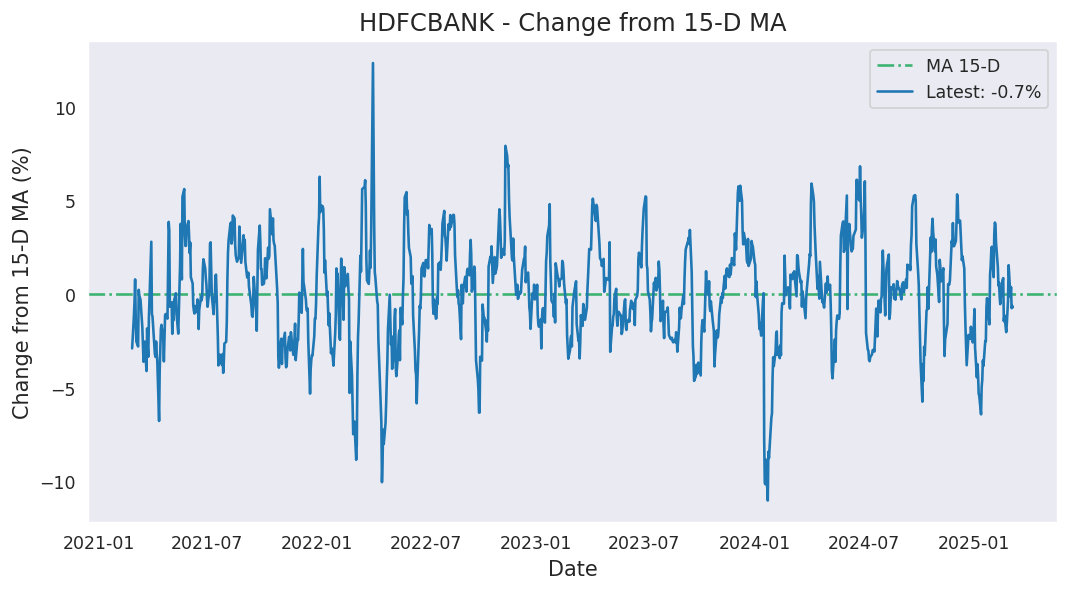 HDFCBANK - Change from 15-D MA
MA 15-D
Latest: -0.7%
Change from 15-D MA (%)
10
5
0
−5
−10
2021-01
2021-07
2022-01
2022-07
2023-01
2023-07
2024-01
2024-07
2025-01
Date